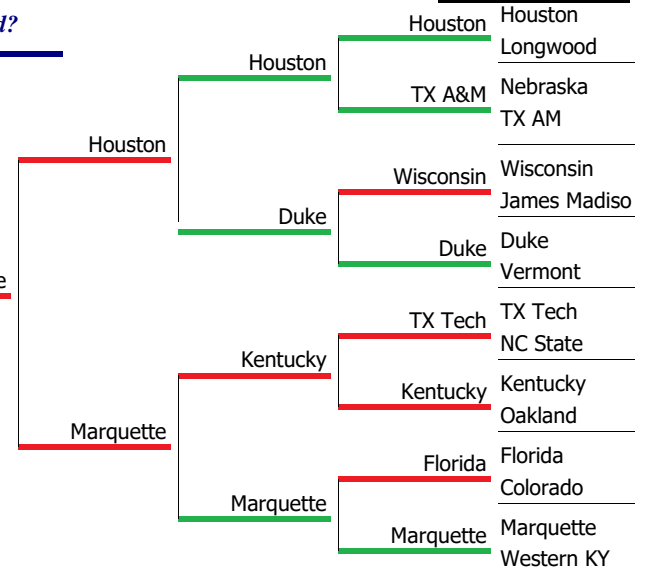 d?
Houston
Houston
Longwood
Houston
TX A&M
Nebraska
TX AM
Houston
Wisconsin
Wisconsin
James Madiso
Duke
Duke
Duke
Vermont
e
TX Tech
TX Tech
NC State
Kentucky
Kentucky
Kentucky
Oakland
Marquette
Florida
Florida
Colorado
Marquette
Marquette
Marquette
Western KY